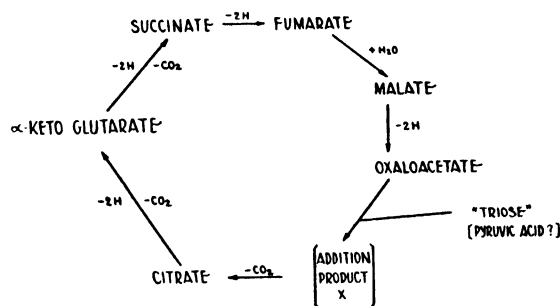 SUCCINATE
-2H
FUMARATE
-2H -CO₂
+H₂O
MALATE
α-KETO GLUTARATE
-2H
OXALOACETATE
-2H -CO₂
"TRIOSE"
[PYRUVIC ACID?]
CITRATE
-CO₂
[ADDITION
PRODUCT
X]